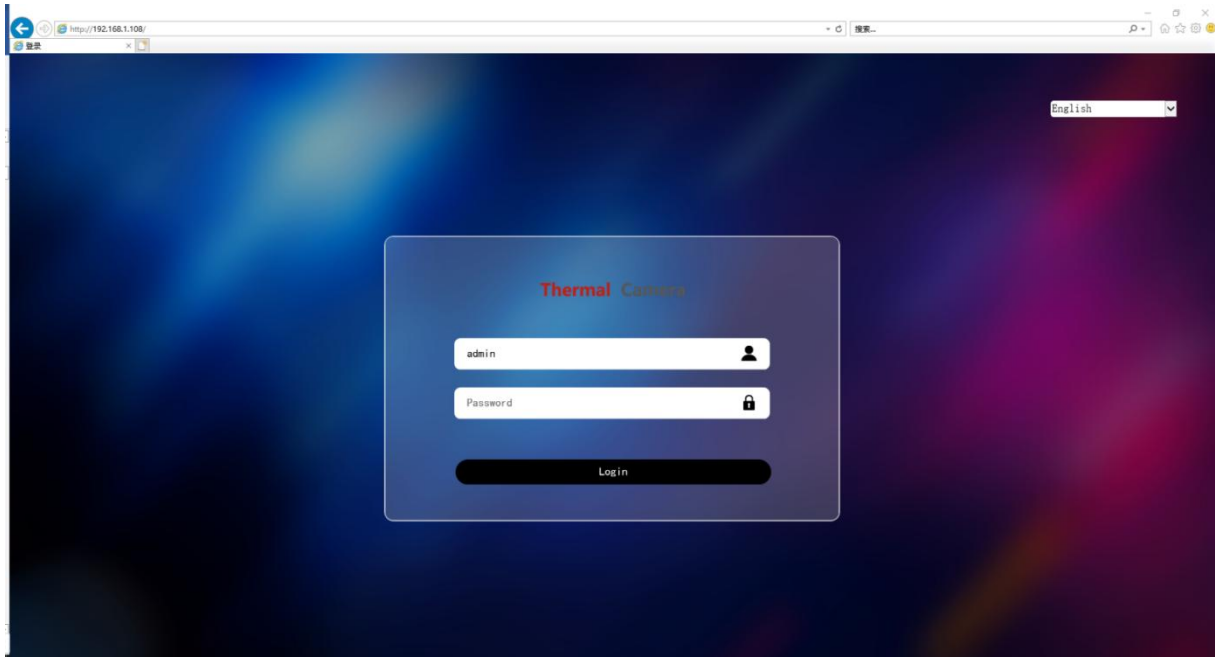 http://192.168.1.108/
搜索...
登录
English
Thermal Camera
admin
Password
Login